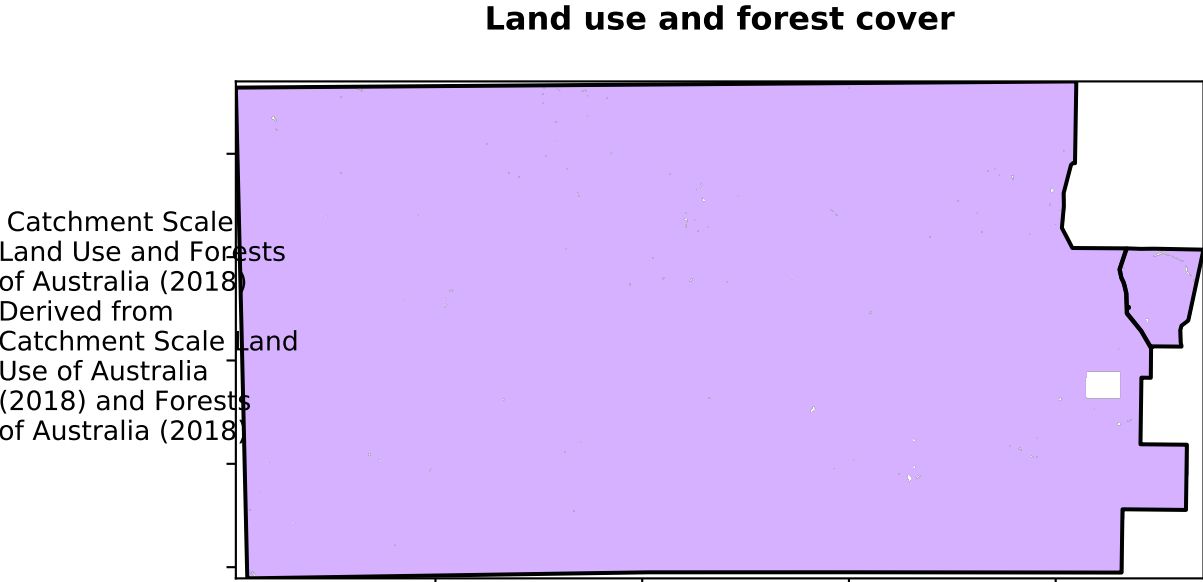 Land use and forest cover
Catchment Scale
Land Use and Forests
of Australia (2018)
Derived from
Catchment Scale Land
Use of Australia
(2018) and Forests
of Australia (2018)